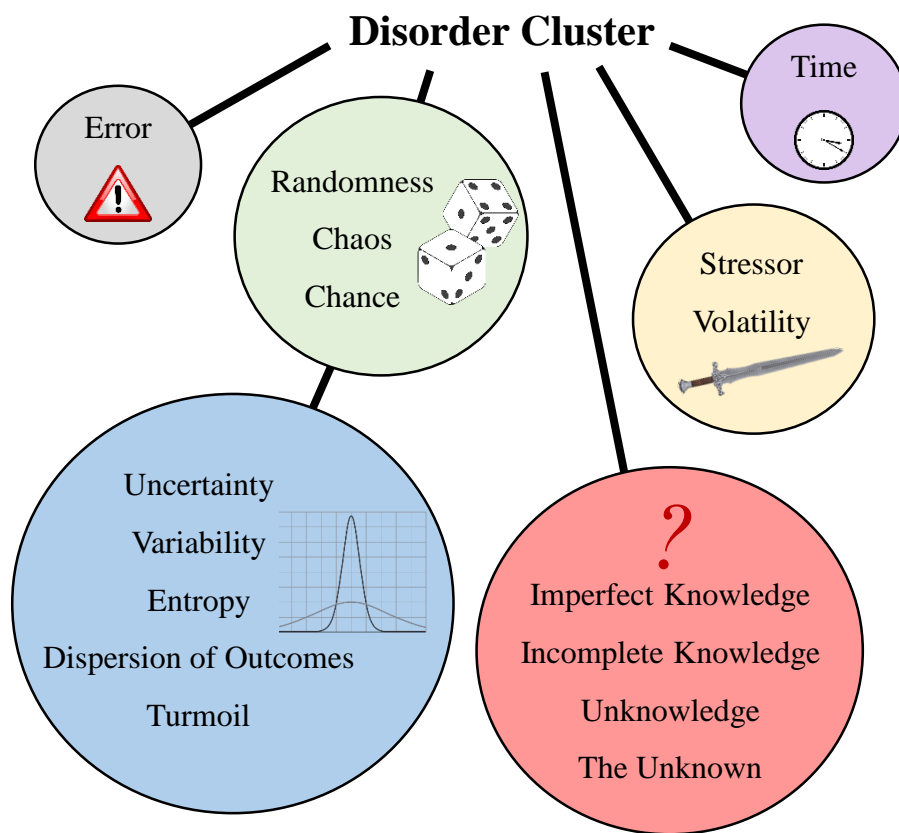 Disorder Cluster
Error
Randomness
Chaos
Chance
Time
Stressor
Volatility
Uncertainty
Variability
Entropy
Dispersion of Outcomes
Turmoil
?
Imperfect Knowledge
Incomplete Knowledge
Unknowledge
The Unknown